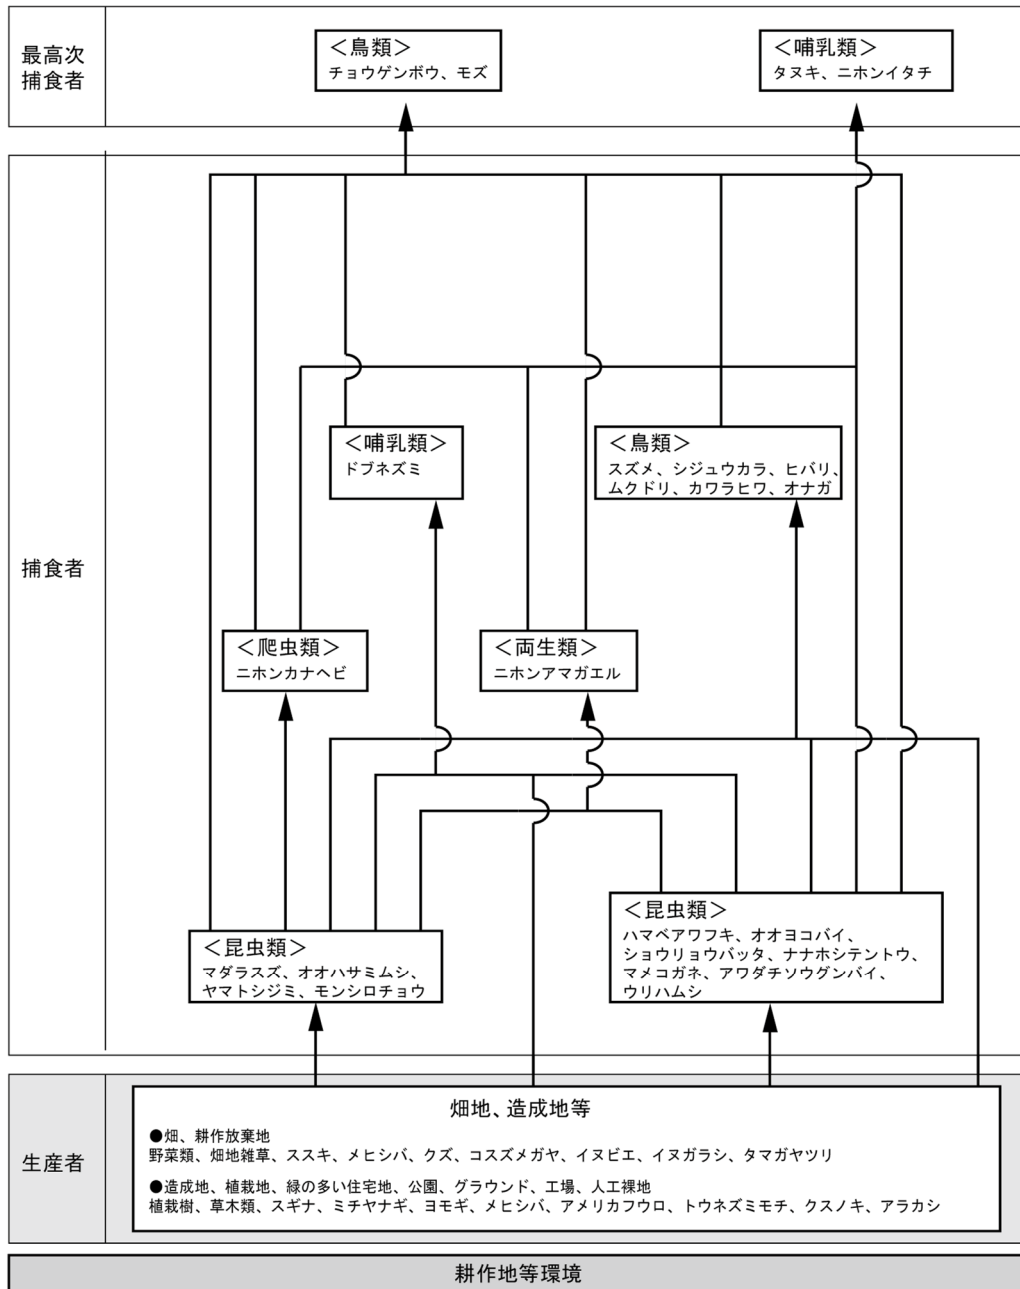 最高次
捕食者
＜鳥類＞
チョウゲンボウ、モズ
＜哺乳類＞
タヌキ、ニホンイタチ
捕食者
＜哺乳類＞
ドブネズミ
＜鳥類＞
スズメ、シジュウカラ、ヒバリ、
ムクドリ、カワラヒワ、オナガ
＜爬虫類＞
ニホンカナヘビ
＜両生類＞
ニホンアマガエル
＜昆虫類＞
マダラスズ、オオハサミムシ、
ヤマトシジミ、モンシロチョウ
＜昆虫類＞
ハマベアワフキ、オオヨコバイ、
ショウリョウバッタ、ナナホシテントウ、
マメコガネ、アワダチソウグンバイ、
ウリハムシ
生産者
畑地、造成地等
●畑、耕作放棄地
野菜類、畑地雑草、ススキ、メヒシバ、クズ、コスズメガヤ、イヌビエ、イヌガラシ、タマガヤツリ
●造成地、植栽地、緑の多い住宅地、公園、グラウンド、工場、人工裸地
植栽樹、草木類、スギナ、ミチヤナギ、ヨモギ、メヒシバ、アメリカフウロ、トウネズミモチ、クスノキ、アラカシ
耕作地等環境